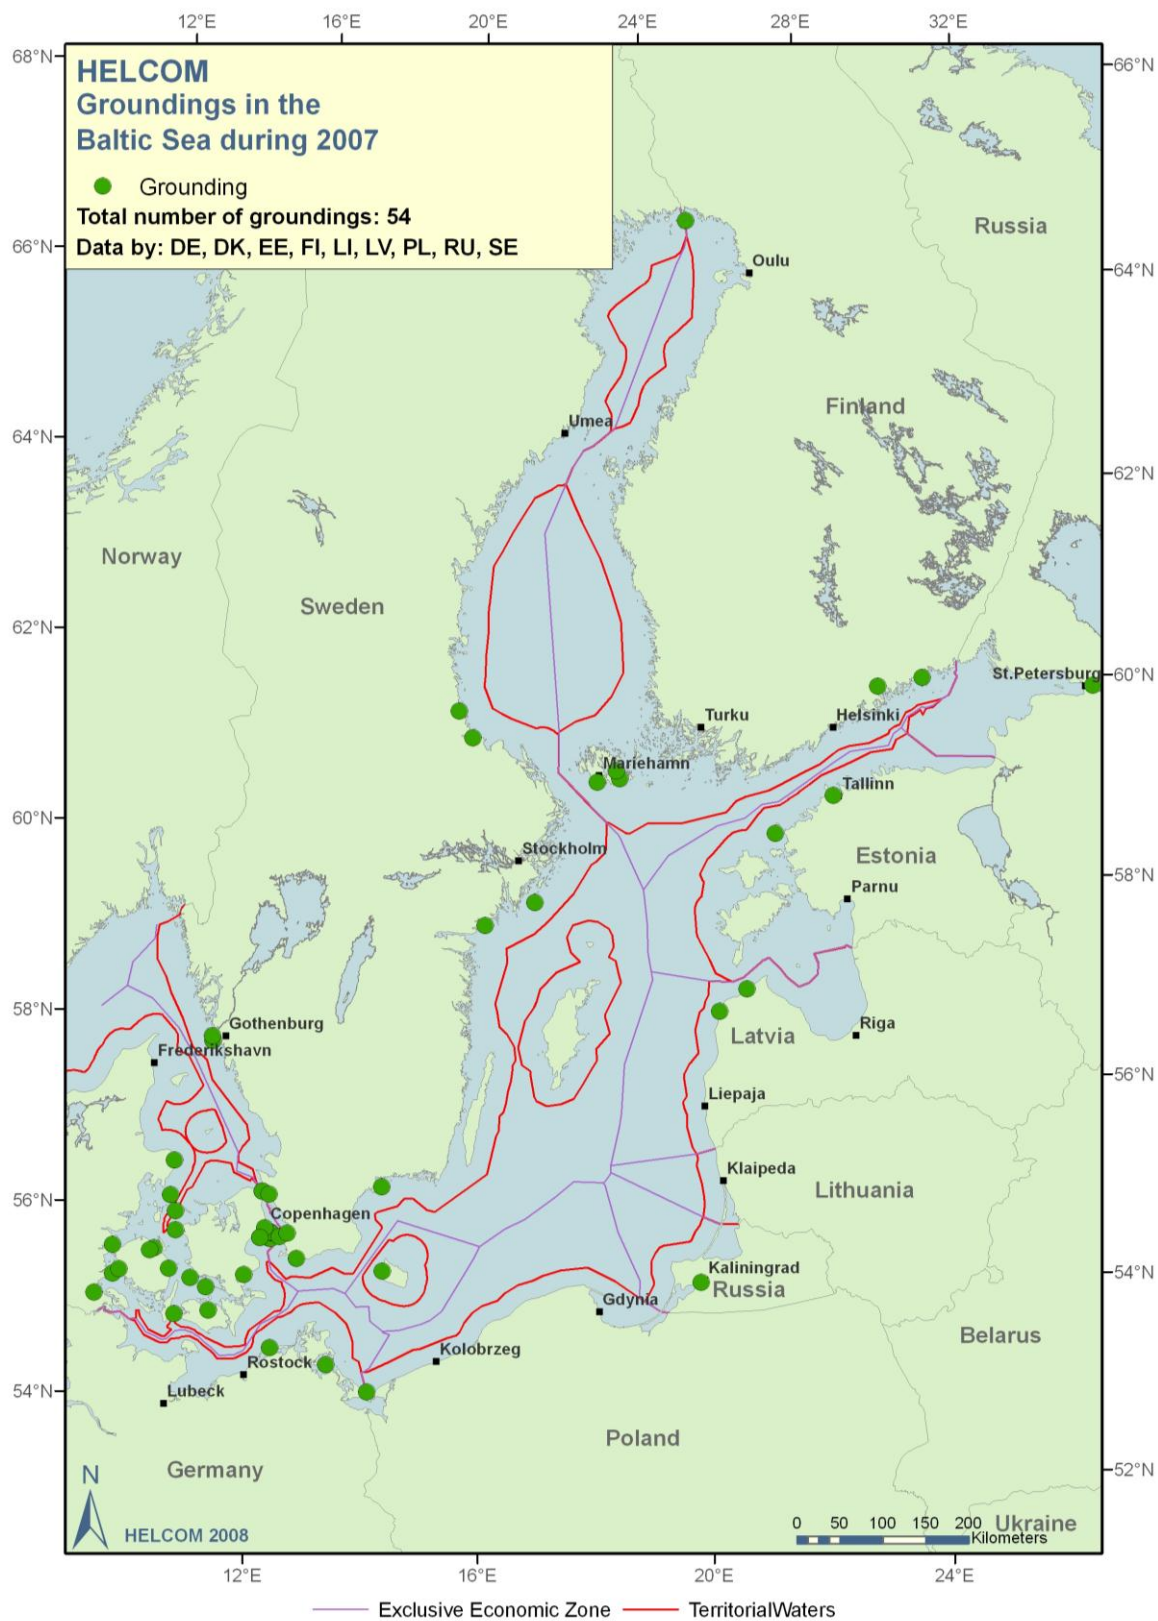 12°E 16°E 20°E 24°E 28°E 32°E
68°N
66°N
HELCOM
Groundings in the
Baltic Sea during 2007
Grounding
Total number of groundings: 54
Data by: DE, DK, EE, FI, LI, LV, PL, RU, SE
Russia
66°N
Oulu
64°N
Finland
Umea
64°N
62°N
Norway
Sweden
62°N
St.Petersburg
60°N
Turku
Helsinki
Mariehamn
Tallinn
60°N
Stockholm
Estonia
58°N
Parnu
58°N
Gothenburg
Riga
Latvia
Frederikshavn
56°N
Liepaja
Klaipeda
Lithuania
56°N
Copenhagen
Kaliningrad
54°N
Russia
Gdynia
Belarus
Kolobrzeg
Rostock
54°N
Lubeck
Poland
Germany
52°N
N
HELCOM 2008
0 50 100 150 200
Kilometers
Ukraine
12°E 16°E 20°E 24°E
Exclusive Economic Zone TerritorialWaters